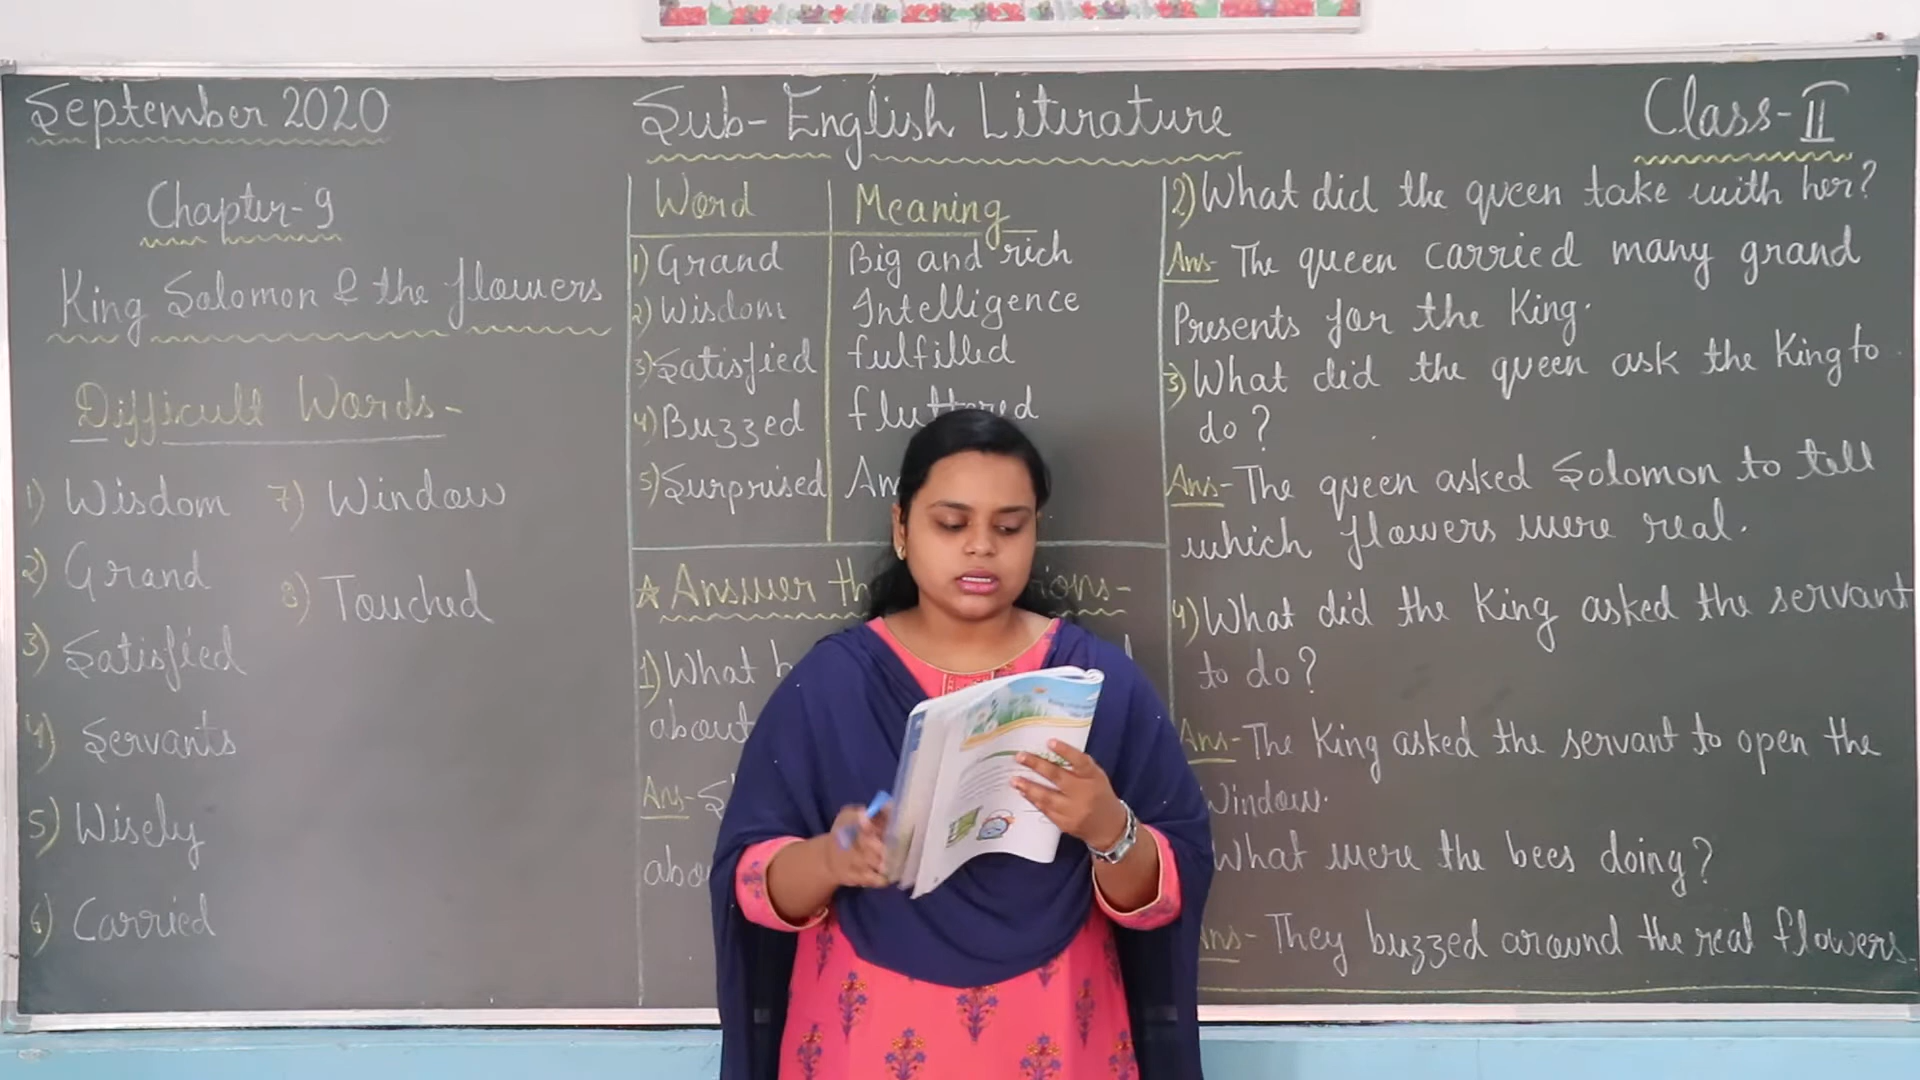 September 2020
Sub- English Literature
Class-II
Chapter-9
King Solomon & the flowers
Difficult Words-
1) Wisdom
2) Grand
3) Satisfied
4) Servants
5) Wisely
6) Carried
7) Window
8) Touched
Word Meaning
1) Grand Big and rich
2) Wisdom Intelligence
3) Satisfied fulfilled
4) Buzzed fluttered
5) Surprised
☆ Answer
1) What
about
Ans-
2) What did the queen take with her?
Ans- The queen carried many grand
Presents for the King.
3) What did the queen ask the King to
do?
Ans- The queen asked Solomon to tell
which flowers were real.
4) What did the King asked the servant
to do?
Ans- The King asked the servant to open the
Window.
What were the bees doing?
Ans- They buzzed around the real flowers.